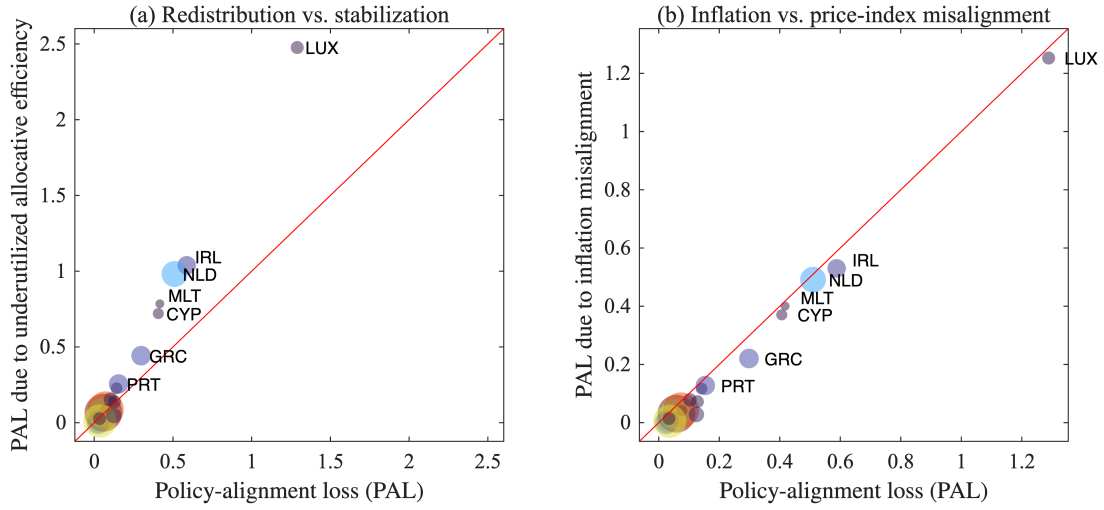 (a) Redistribution vs. stabilization
PAL due to underutilized allocative efficiency
2.5
2
1.5
1
0.5
0
LUX
IRL
NLD
MLT
CYP
GRC
PRT
0
0.5
1
1.5
2
2.5
Policy-alignment loss (PAL)
(b) Inflation vs. price-index misalignment
PAL due to inflation misalignment
1.2
1
0.8
0.6
0.4
0.2
0
LUX
IRL
NLD
MLT
CYP
GRC
PRT
0
0.2
0.4
0.6
0.8
1
1.2
Policy-alignment loss (PAL)